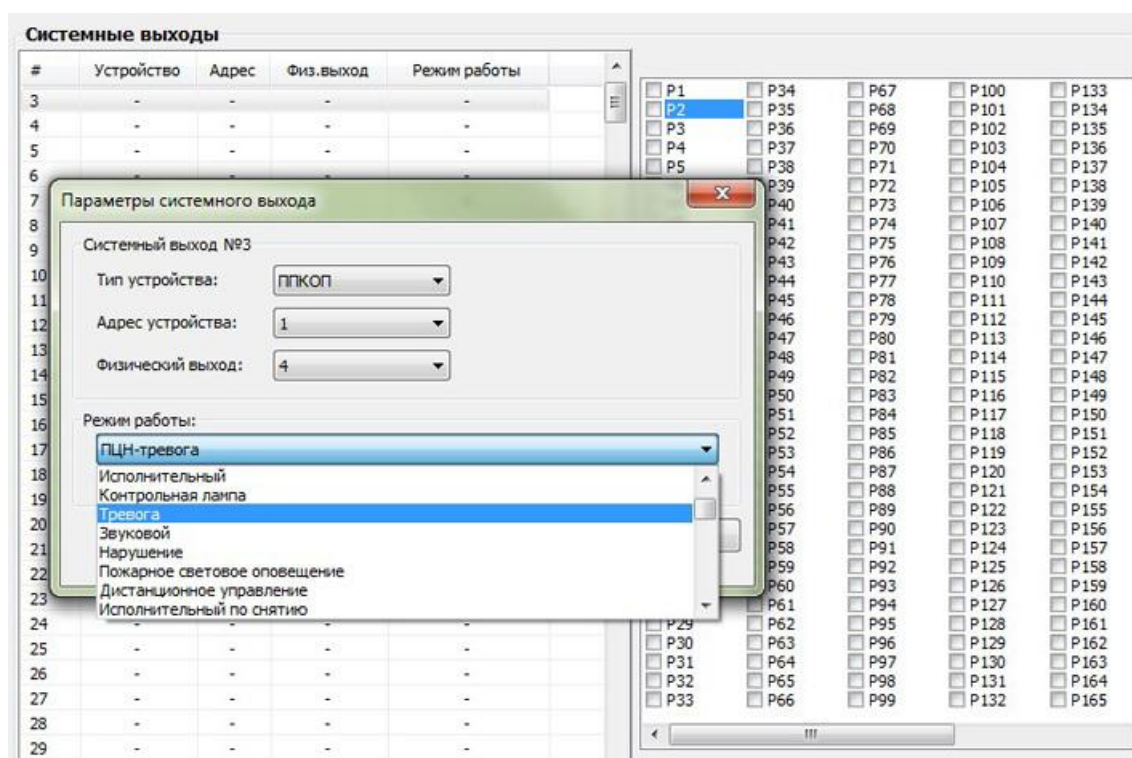 Системные выходы
# Устройство Адрес Физ.выход Режим работы
3 - - - -
4 - - - -
5 - - - -
6 - - - -
7
8
9
10
11
12
13
14
15
16
17
18
19
20
21
22
23
24 - - - -
25 - - - -
26 - - - -
27 - - - -
28 - - - -
29 - - - -
Параметры системного выхода
Системный выход №3
Тип устройства: ППКОП
Адрес устройства: 1
Физический выход: 4
Режим работы:
ПЦН-тревога
Исполнительный
Контрольная лампа
Тревога
Звуковой
Нарушение
Пожарное световое оповещение
Дистанционное управление
Исполнительный по снятию
P1 P34 P67 P100 P133
P2 P35 P68 P101 P134
P3 P36 P69 P102 P135
P4 P37 P70 P103 P136
P5 P38 P71 P104 P137
P39 P72 P105 P138
P40 P73 P106 P139
P41 P74 P107 P140
P42 P75 P108 P141
P43 P76 P109 P142
P44 P77 P110 P143
P45 P78 P111 P144
P46 P79 P112 P145
P47 P80 P113 P146
P48 P81 P114 P147
P49 P82 P115 P148
P50 P83 P116 P149
P51 P84 P117 P150
P52 P85 P118 P151
P53 P86 P119 P152
P54 P87 P120 P153
P55 P88 P121 P154
P56 P89 P122 P155
P57 P90 P123 P156
P58 P91 P124 P157
P59 P92 P125 P158
P60 P93 P126 P159
P61 P94 P127 P160
P29 P62 P95 P128 P161
P30 P63 P96 P129 P162
P31 P64 P97 P130 P163
P32 P65 P98 P131 P164
P33 P66 P99 P132 P165